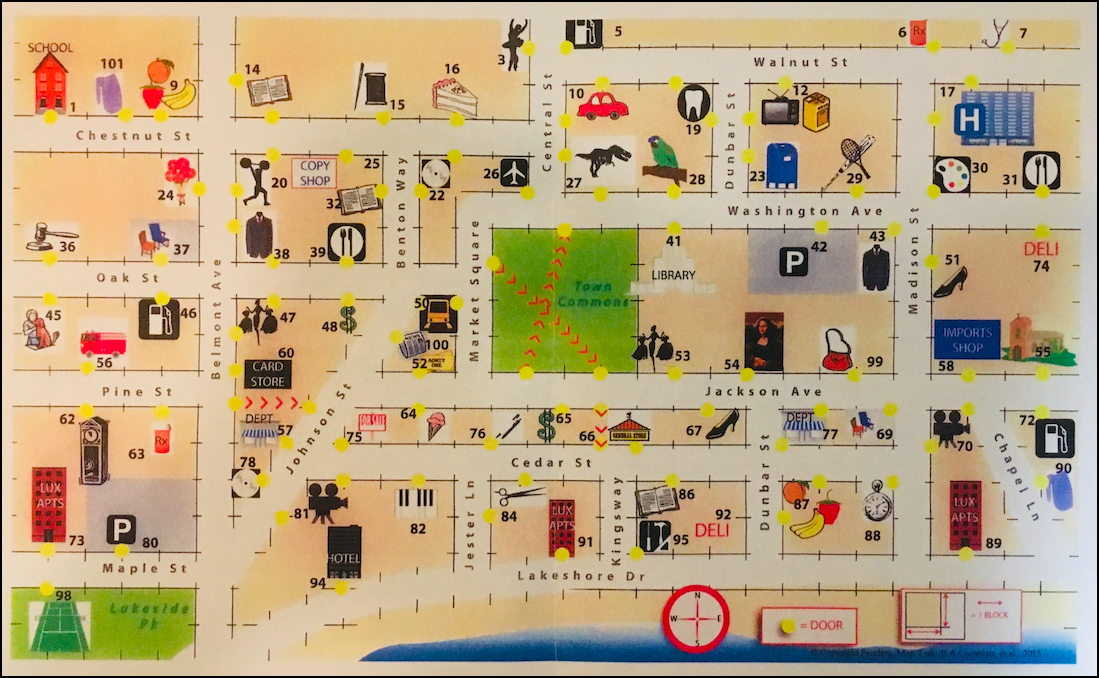 5
6
Rx
7
SCHOOL
3
Walnut St
101
9
14
16
1
15
10
12
17
19
H
Chestnut St
Central St
Dunbar St
20
COPY
SHOP
25
26
22
23
27
28
29
30
31
24
32
Benton Way
Washington Ave
36
37
38
39
41
LIBRARY
42
P
43
Madison St
DELI
74
51
Oak St
Belmont Ave
Market Square
Town
Commons
45
46
47
48
50
NEWS
100
ADMIT
ONE
52
53
54
99
IMPORTS
SHOP
58
55
56
60
CARD
STORE
Pine St
Johnson St
Jackson Ave
62
63
Rx
DEPT
57
FOR SALE
75
64
76
65
66
GENERAL STORE
67
DEPT
77
69
70
72
Cedar St
78
LUX
APTS
73
P
80
81
82
Jester Ln
84
LUX
APTS
91
Kingsway
86
95
92
DELI
Dunbar St
87
88
LUX
APTS
89
Chapel Ln
90
HOTEL
94
Maple St
Lakeshore Dr
98
Lakeside
Pk
N
W E
S
= DOOR
= 1 BLOCK